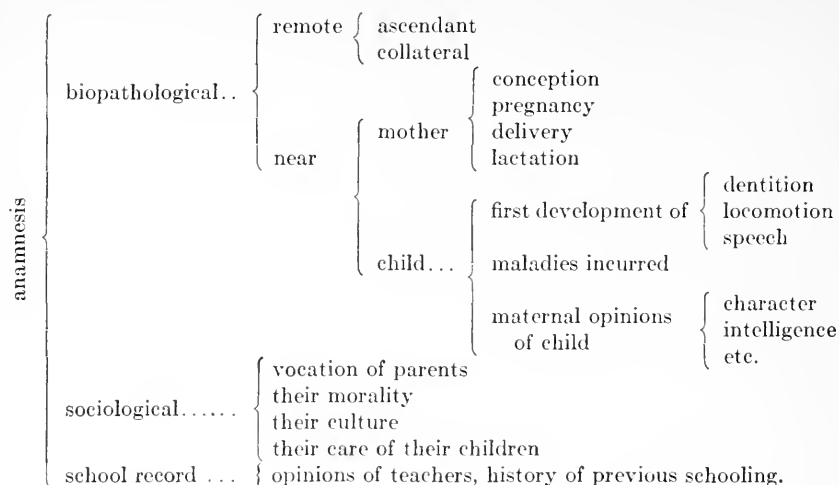 anamnesis
biopathological..
remote
ascendant
collateral
near
mother
conception
pregnancy
delivery
lactation
child...
first development of
dentition
locomotion
speech
maladies incurred
maternal opinions
of child
character
intelligence
etc.
sociological......
vocation of parents
their morality
their culture
their care of their children
school record ...
opinions of teachers, history of previous schooling.